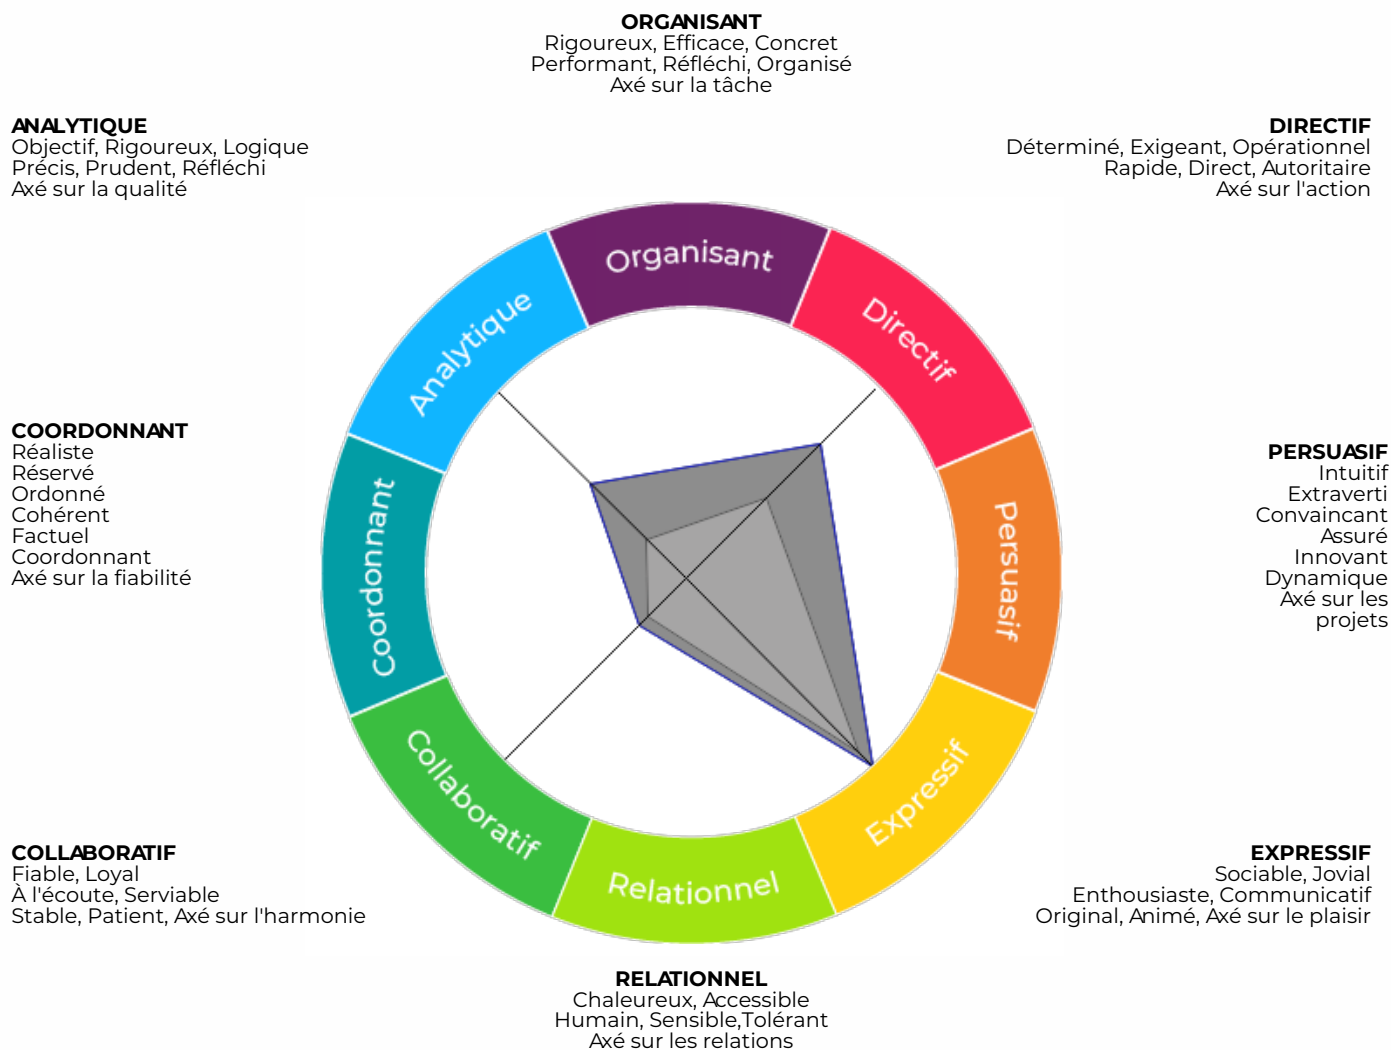 ORGANISANT
Rigoureux, Efficace, Concret
Performant, Réfléchi, Organisé
Axé sur la tâche
ANALYTIQUE
Objectif, Rigoureux, Logique
Précis, Prudent, Réfléchi
Axé sur la qualité
DIRECTIF
Déterminé, Exigeant, Opérationnel
Rapide, Direct, Autoritaire
Axé sur l'action
Organisant
Directif
Analytique
Persuasif
Coordonnant
Expressif
Collaboratif
Relationnel
COORDONNANT
Réaliste
Réservé
Ordonné
Cohérent
Factuel
Coordonnant
Axé sur la fiabilité
PERSUASIF
Intuitif
Extraverti
Convaincant
Assuré
Innovant
Dynamique
Axé sur les
projets
COLLABORATIF
Fiable, Loyal
À l'écoute, Serviable
Stable, Patient, Axé sur l'harmonie
EXPRESSIF
Sociable, Jovial
Enthousiaste, Communicatif
Original, Animé, Axé sur le plaisir
RELATIONNEL
Chaleureux, Accessible
Humain, Sensible,Tolérant
Axé sur les relations